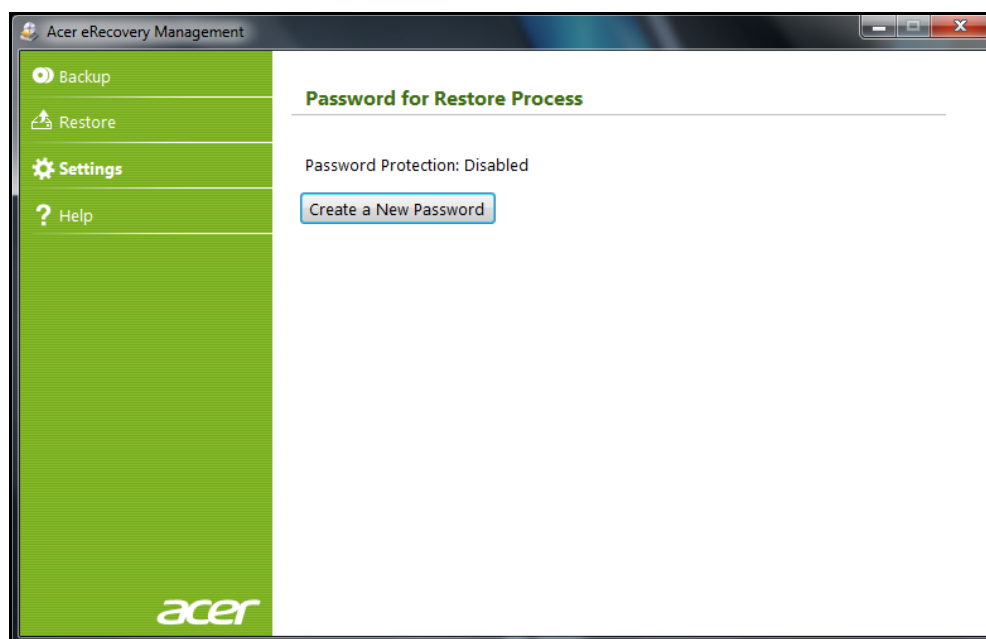 Acer eRecovery Management
Backup
Restore
Settings
? Help
Password for Restore Process
Password Protection: Disabled
Create a New Password
acer